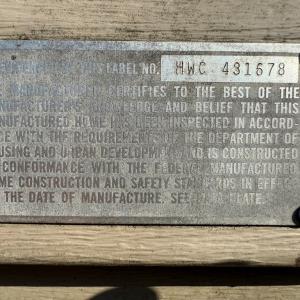 THIS LABEL NO. HWC 431678
CERTIFIES TO THE BEST OF THE
KNOWLEDGE AND BELIEF THAT THIS
HOME HAS BEEN INSPECTED IN ACCORD-
WITH THE REQUIREMENTS OF THE DEPARTMENT OF
AND URBAN DEVELOPMENT AND IS CONSTRUCTED
CONFORMANCE WITH THE FEDERAL MANUFACTURED
CONSTRUCTION AND SAFETY STANDARDS IN EFFECT
THE DATE OF MANUFACTURE. SEE DATA PLATE.